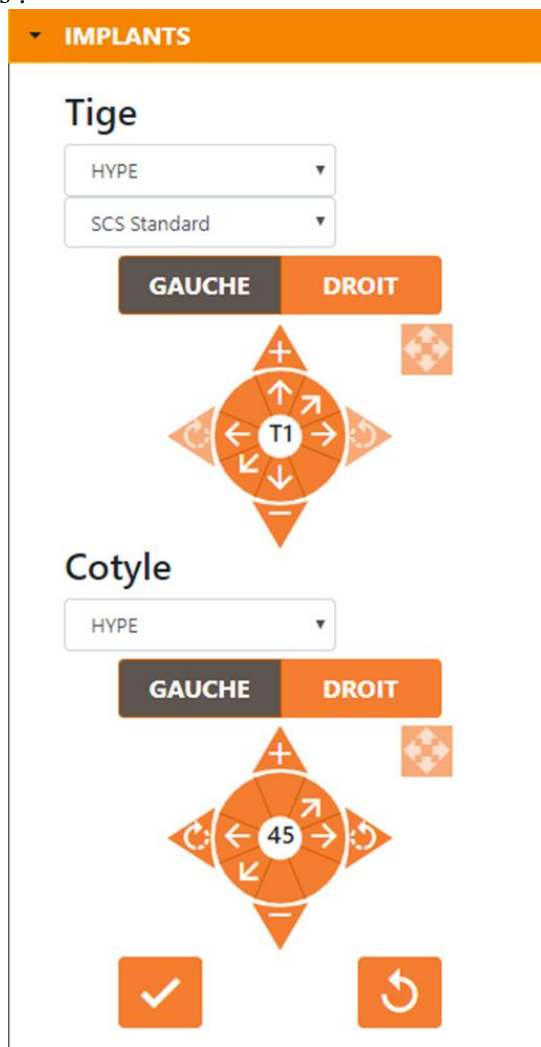 s :
IMPLANTS
Tige
HYPE
SCS Standard
GAUCHE DROIT
+
T1
−
Cotyle
HYPE
GAUCHE DROIT
+
45
−